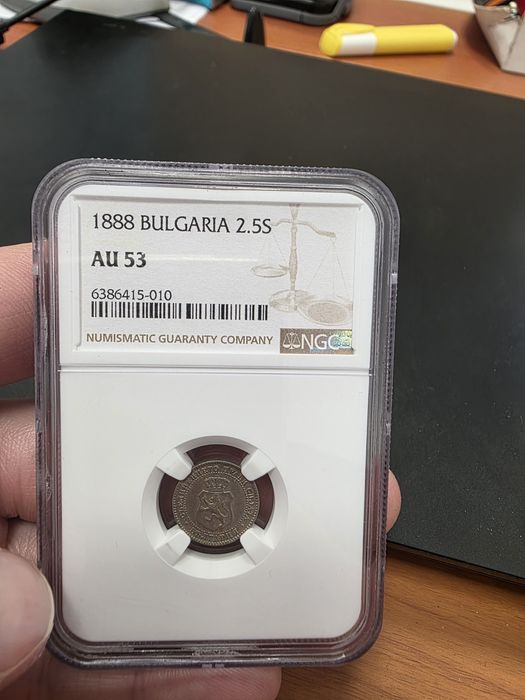 1888 BULGARIA 2.5S
AU 53
6386415-010
NUMISMATIC GUARANTY COMPANY
NGC